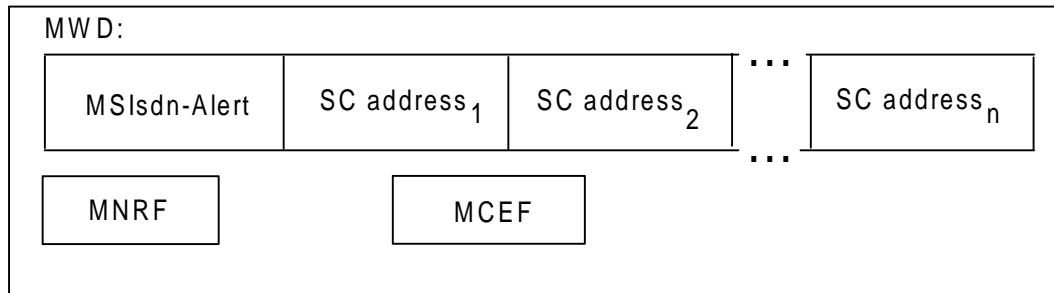 MWD:
...
MSIsdn-Alert SC address1 SC address2 SC addressn
...
MNRF MCEF